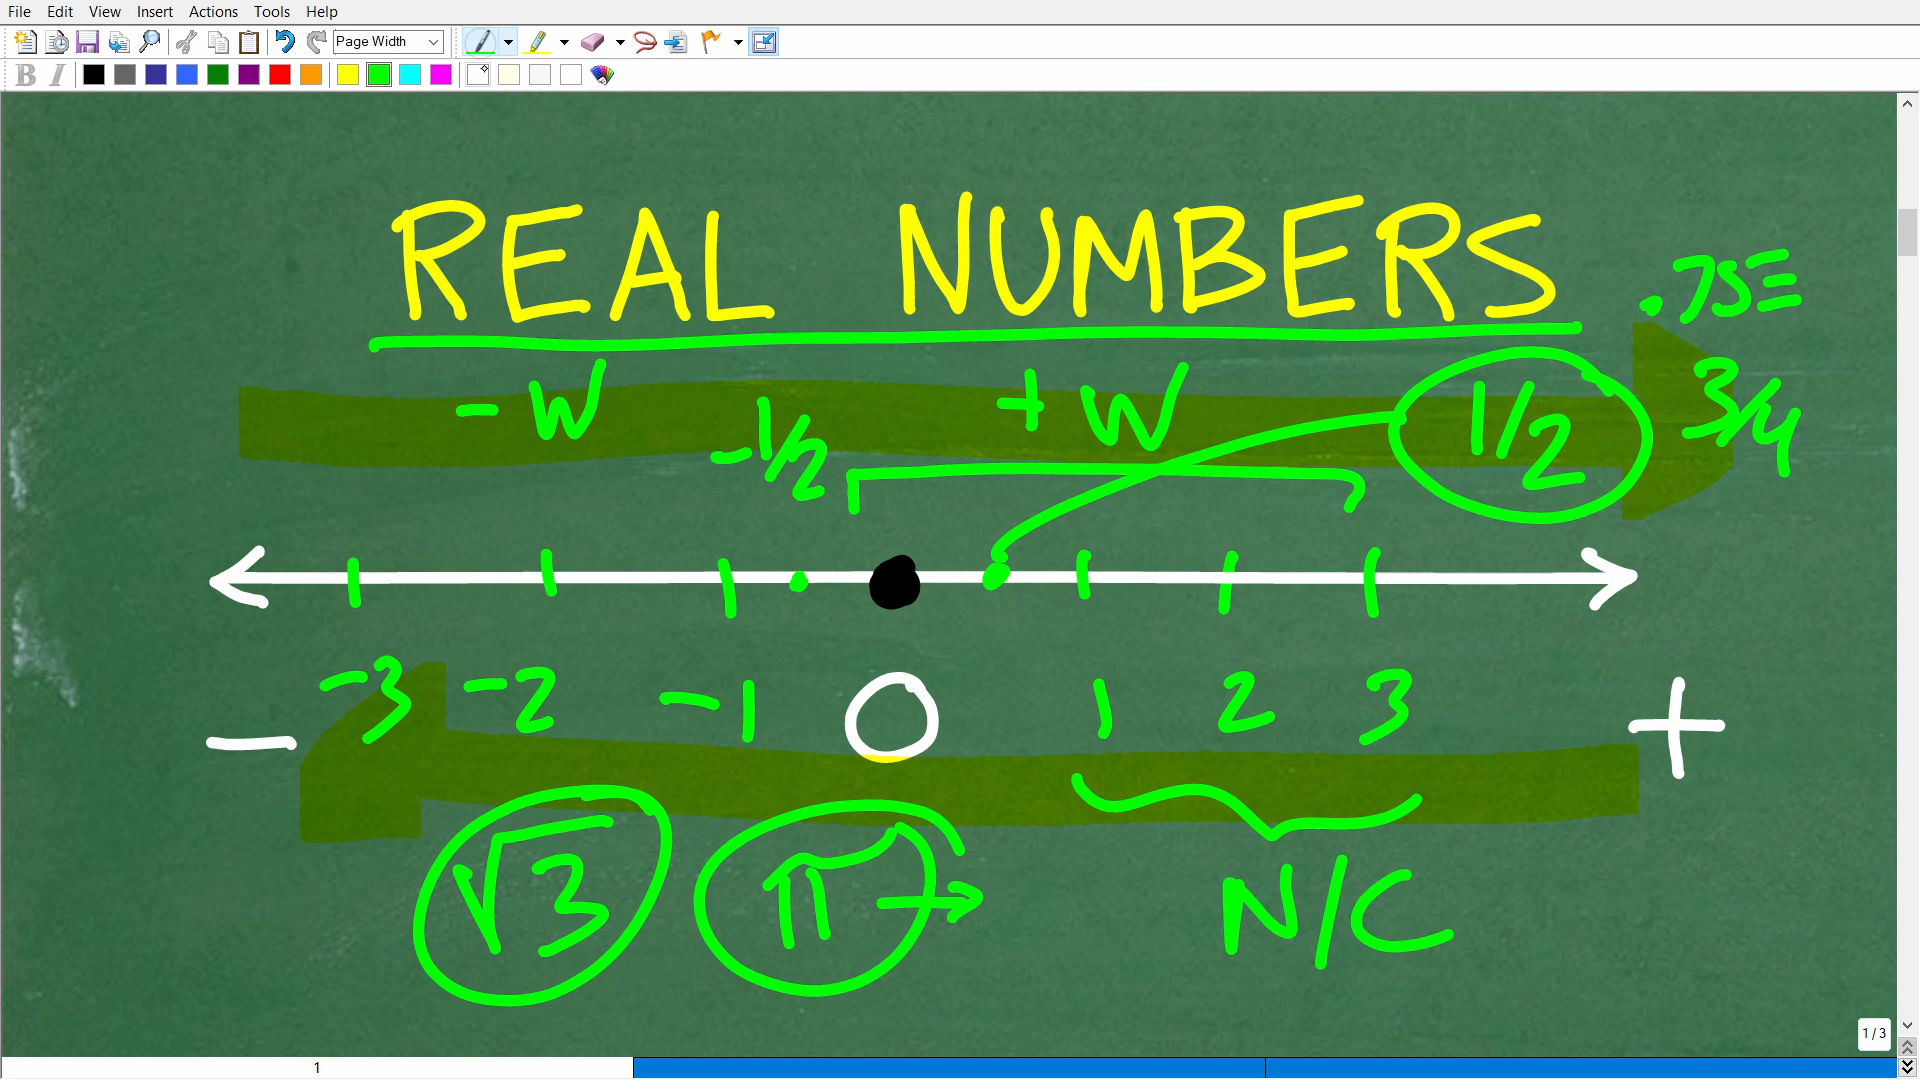 File Edit View Insert Actions Tools Help
Page Width
B I
REAL NUMBERS
.75=
3/4
-W
+W
-1/2
1/2
-3 -2 -1 0 1 2 3
- +
√3 π N/C
1/3
1